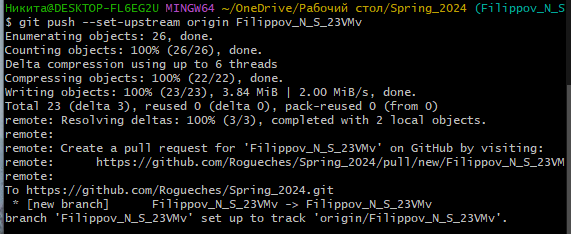 Никита@DESKTOP-FL6EG2U MINGW64 ~/OneDrive/Рабочий стол/Spring_2024 (Filippov_N_S
$ git push --set-upstream origin Filippov_N_S_23VMv
Enumerating objects: 26, done.
Counting objects: 100% (26/26), done.
Delta compression using up to 6 threads
Compressing objects: 100% (22/22), done.
Writing objects: 100% (23/23), 3.84 MiB | 2.00 MiB/s, done.
Total 23 (delta 3), reused 0 (delta 0), pack-reused 0 (from 0)
remote: Resolving deltas: 100% (3/3), completed with 2 local objects.
remote:
remote: Create a pull request for 'Filippov_N_S_23VMv' on GitHub by visiting:
remote:      https://github.com/Rogueches/Spring_2024/pull/new/Filippov_N_S_23VM
remote:
To https://github.com/Rogueches/Spring_2024.git
 * [new branch]      Filippov_N_S_23VMv -> Filippov_N_S_23VMv
branch 'Filippov_N_S_23VMv' set up to track 'origin/Filippov_N_S_23VMv'.